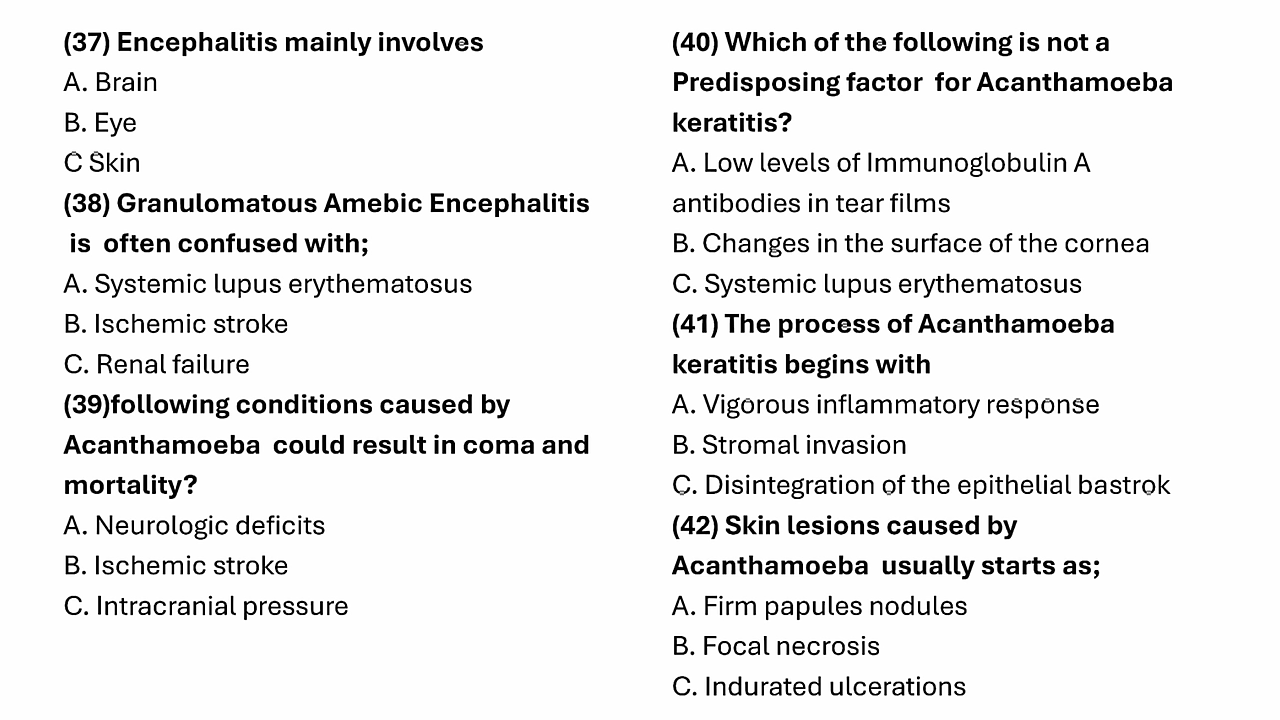 (37) Encephalitis mainly involves
A. Brain
B. Eye
C Skin
(38) Granulomatous Amebic Encephalitis
is often confused with;
A. Systemic lupus erythematosus
B. Ischemic stroke
C. Renal failure
(39)following conditions caused by
Acanthamoeba could result in coma and
mortality?
A. Neurologic deficits
B. Ischemic stroke
C. Intracranial pressure
(40) Which of the following is not a
Predisposing factor for Acanthamoeba
keratitis?
A. Low levels of Immunoglobulin A
antibodies in tear films
B. Changes in the surface of the cornea
C. Systemic lupus erythematosus
(41) The process of Acanthamoeba
keratitis begins with
A. Vigorous inflammatory response
B. Stromal invasion
C. Disintegration of the epithelial bastrok
(42) Skin lesions caused by
Acanthamoeba usually starts as;
A. Firm papules nodules
B. Focal necrosis
C. Indurated ulcerations